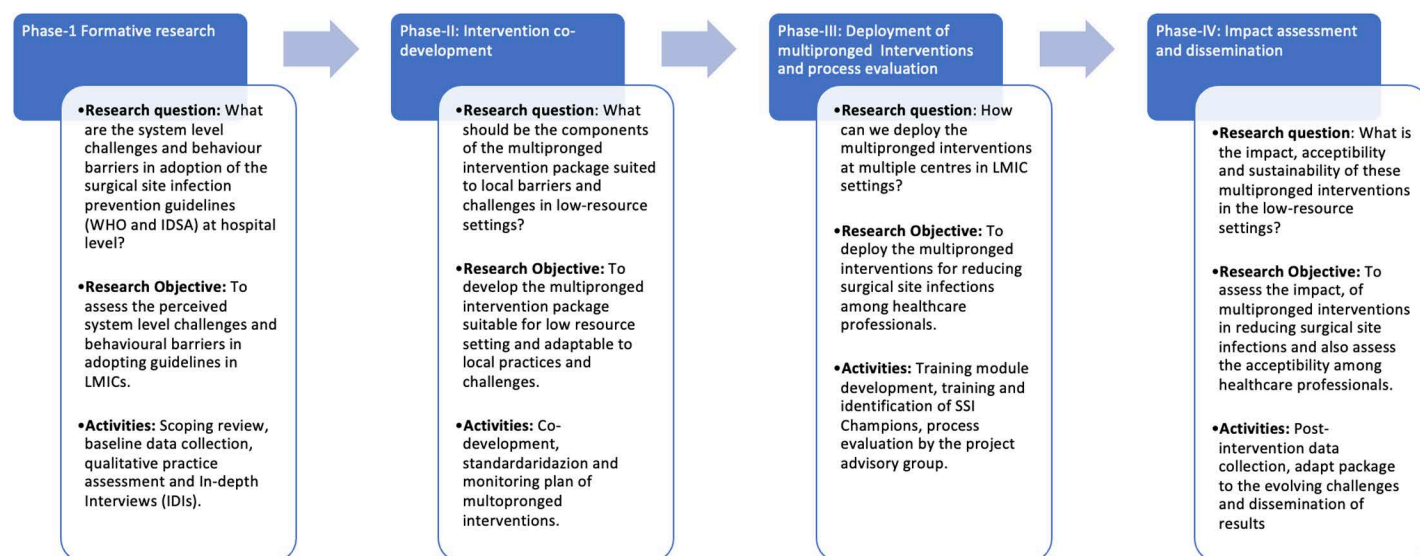 Phase-1 Formative research
•Research question: What
are the system level
challenges and behaviour
barriers in adoption of the
surgical site infection
prevention guidelines
(WHO and IDSA) at hospital
level?
•Research Objective: To
assess the perceived
system level challenges and
behavioural barriers in
adopting guidelines in
LMICs.
•Activities: Scoping review,
baseline data collection,
qualitative practice
assessment and In-depth
Interviews (IDIs).
Phase-II: Intervention co-
development
•Research question: What
should be the components
of the multipronged
intervention package suited
to local barriers and
challenges in low-resource
settings?
•Research Objective: To
develop the multipronged
intervention package
suitable for low resource
setting and adaptable to
local practices and
challenges.
•Activities: Co-
development,
standardaridazion and
monitoring plan of
multopronged
interventions.
Phase-III: Deployment of
multipronged Interventions
and process evaluation
•Research question: How
can we deploy the
multipronged interventions
at multiple centres in LMIC
settings?
•Research Objective: To
deploy the multipronged
interventions for reducing
surgical site infections
among healthcare
professionals.
•Activities: Training module
development, training and
identification of SSI
Champions, process
evaluation by the project
advisory group.
Phase-IV: Impact assessment
and dissemination
•Research question: What is
the impact, acceptibility
and sustainability of these
multipronged interventions
in the low-resource
settings?
•Research Objective: To
assess the impact, of
multipronged interventions
in reducing surgical site
infections and also assess
the acceptibility among
healthcare professionals.
•Activities: Post-
intervention data
collection, adapt package
to the evolving challenges
and dissemination of
results